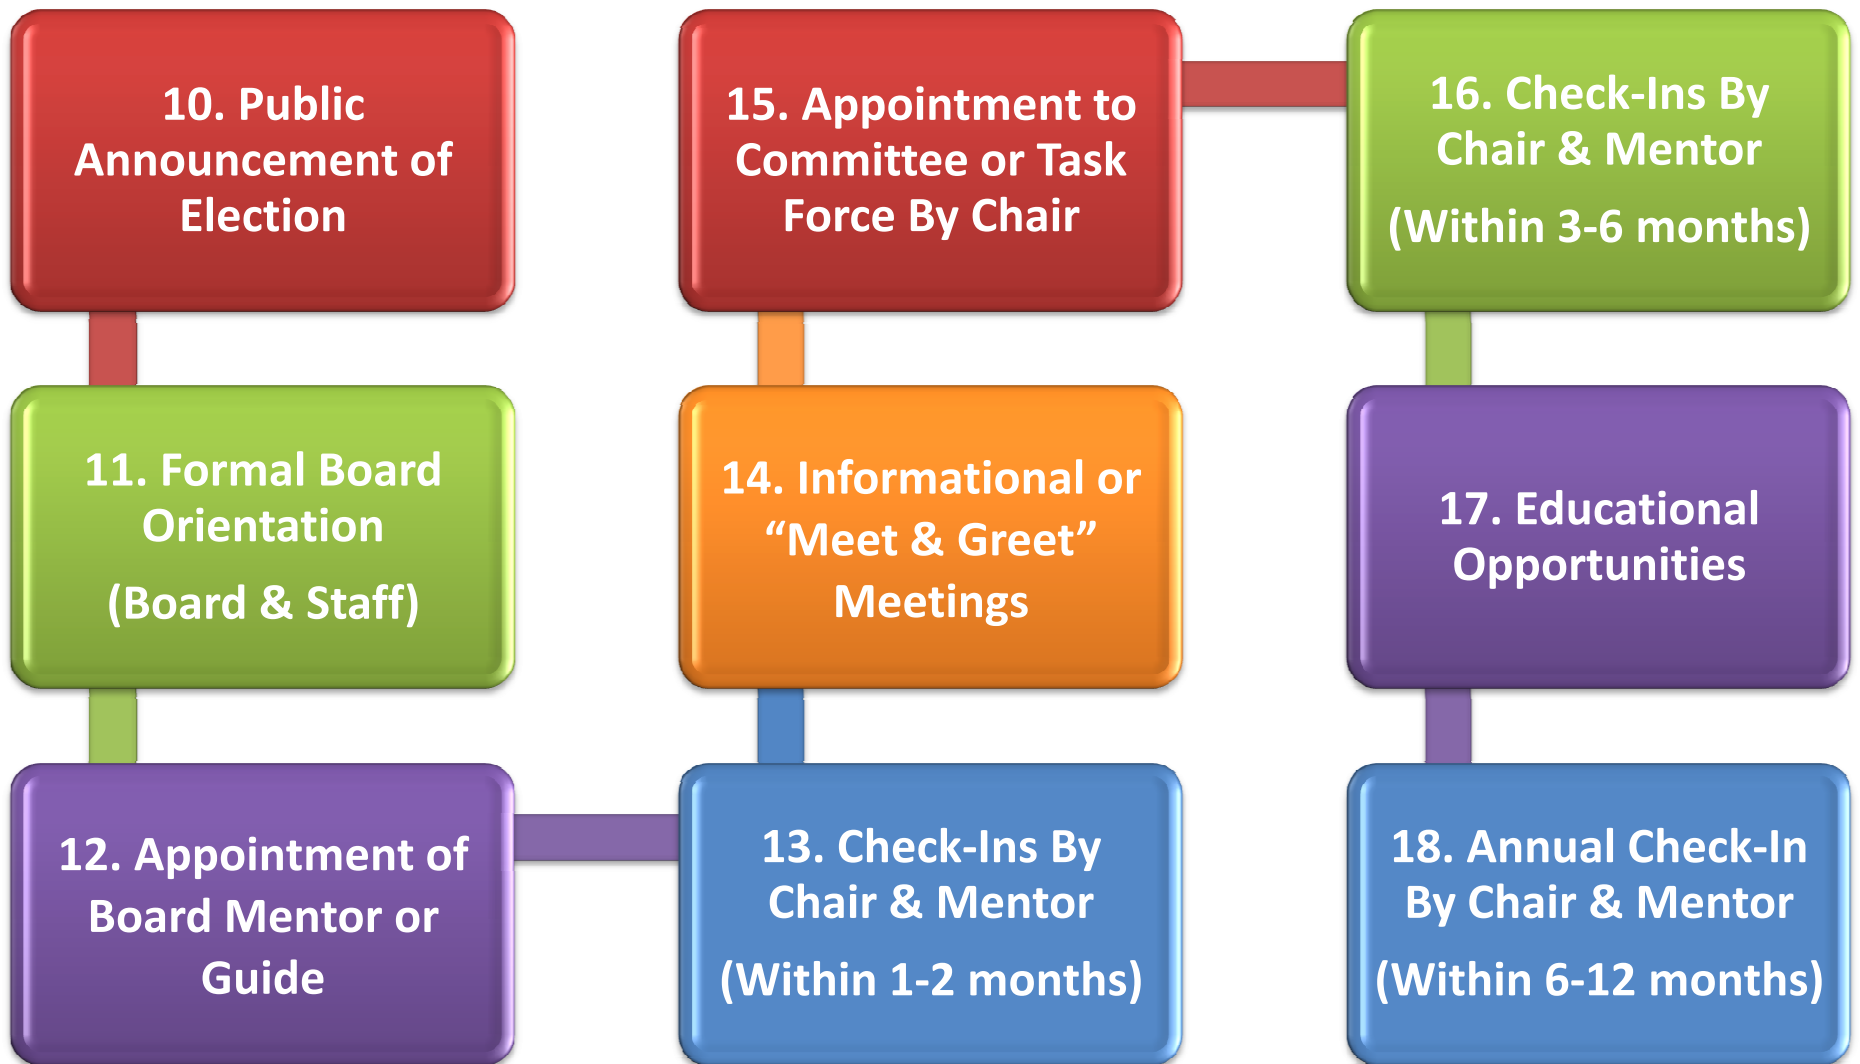 10. Public
Announcement of
Election
11. Formal Board
Orientation
(Board & Staff)
12. Appointment of
Board Mentor or
Guide
13. Check-Ins By
Chair & Mentor
(Within 1-2 months)
14. Informational or
“Meet & Greet”
Meetings
15. Appointment to
Committee or Task
Force By Chair
16. Check-Ins By
Chair & Mentor
(Within 3-6 months)
17. Educational
Opportunities
18. Annual Check-In
By Chair & Mentor
(Within 6-12 months)